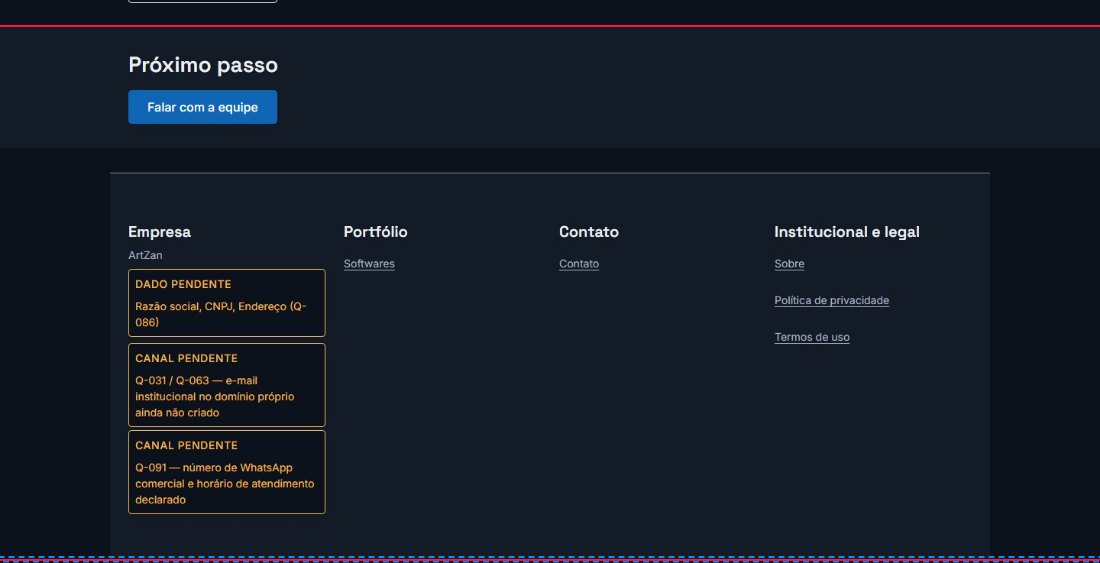 Próximo passo
Falar com a equipe
Empresa
ArtZan
DADO PENDENTE
Razão social, CNPJ, Endereço (Q-
086)
CANAL PENDENTE
Q-031 / Q-063 — e-mail
institucional no domínio próprio
ainda não criado
CANAL PENDENTE
Q-091 — número de WhatsApp
comercial e horário de atendimento
declarado
Portfólio
Softwares
Contato
Contato
Institucional e legal
Sobre
Política de privacidade
Termos de uso